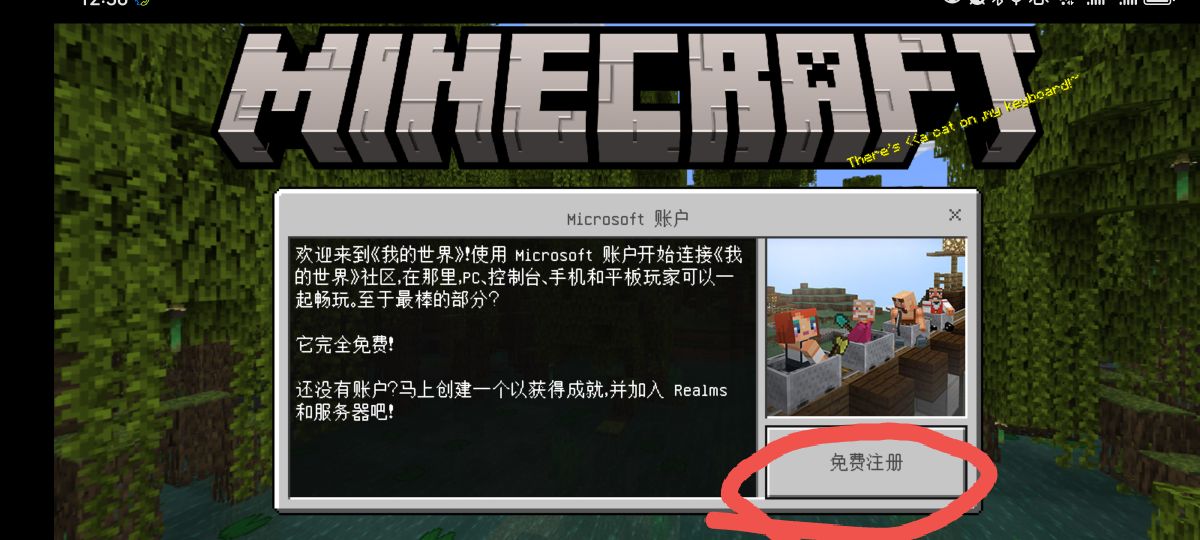 MINECRAFT
There's <<a cat on my keyboard!~
Microsoft 账户
欢迎来到《我的世界》!使用 Microsoft 账户开始连接《我
的世界》社区,在那里,PC、控制台、手机和平板玩家可以一
起畅玩。至于最棒的部分?
它完全免费!
还没有账户?马上创建一个以获得成就,并加入 Realms
和服务器吧!
免费注册